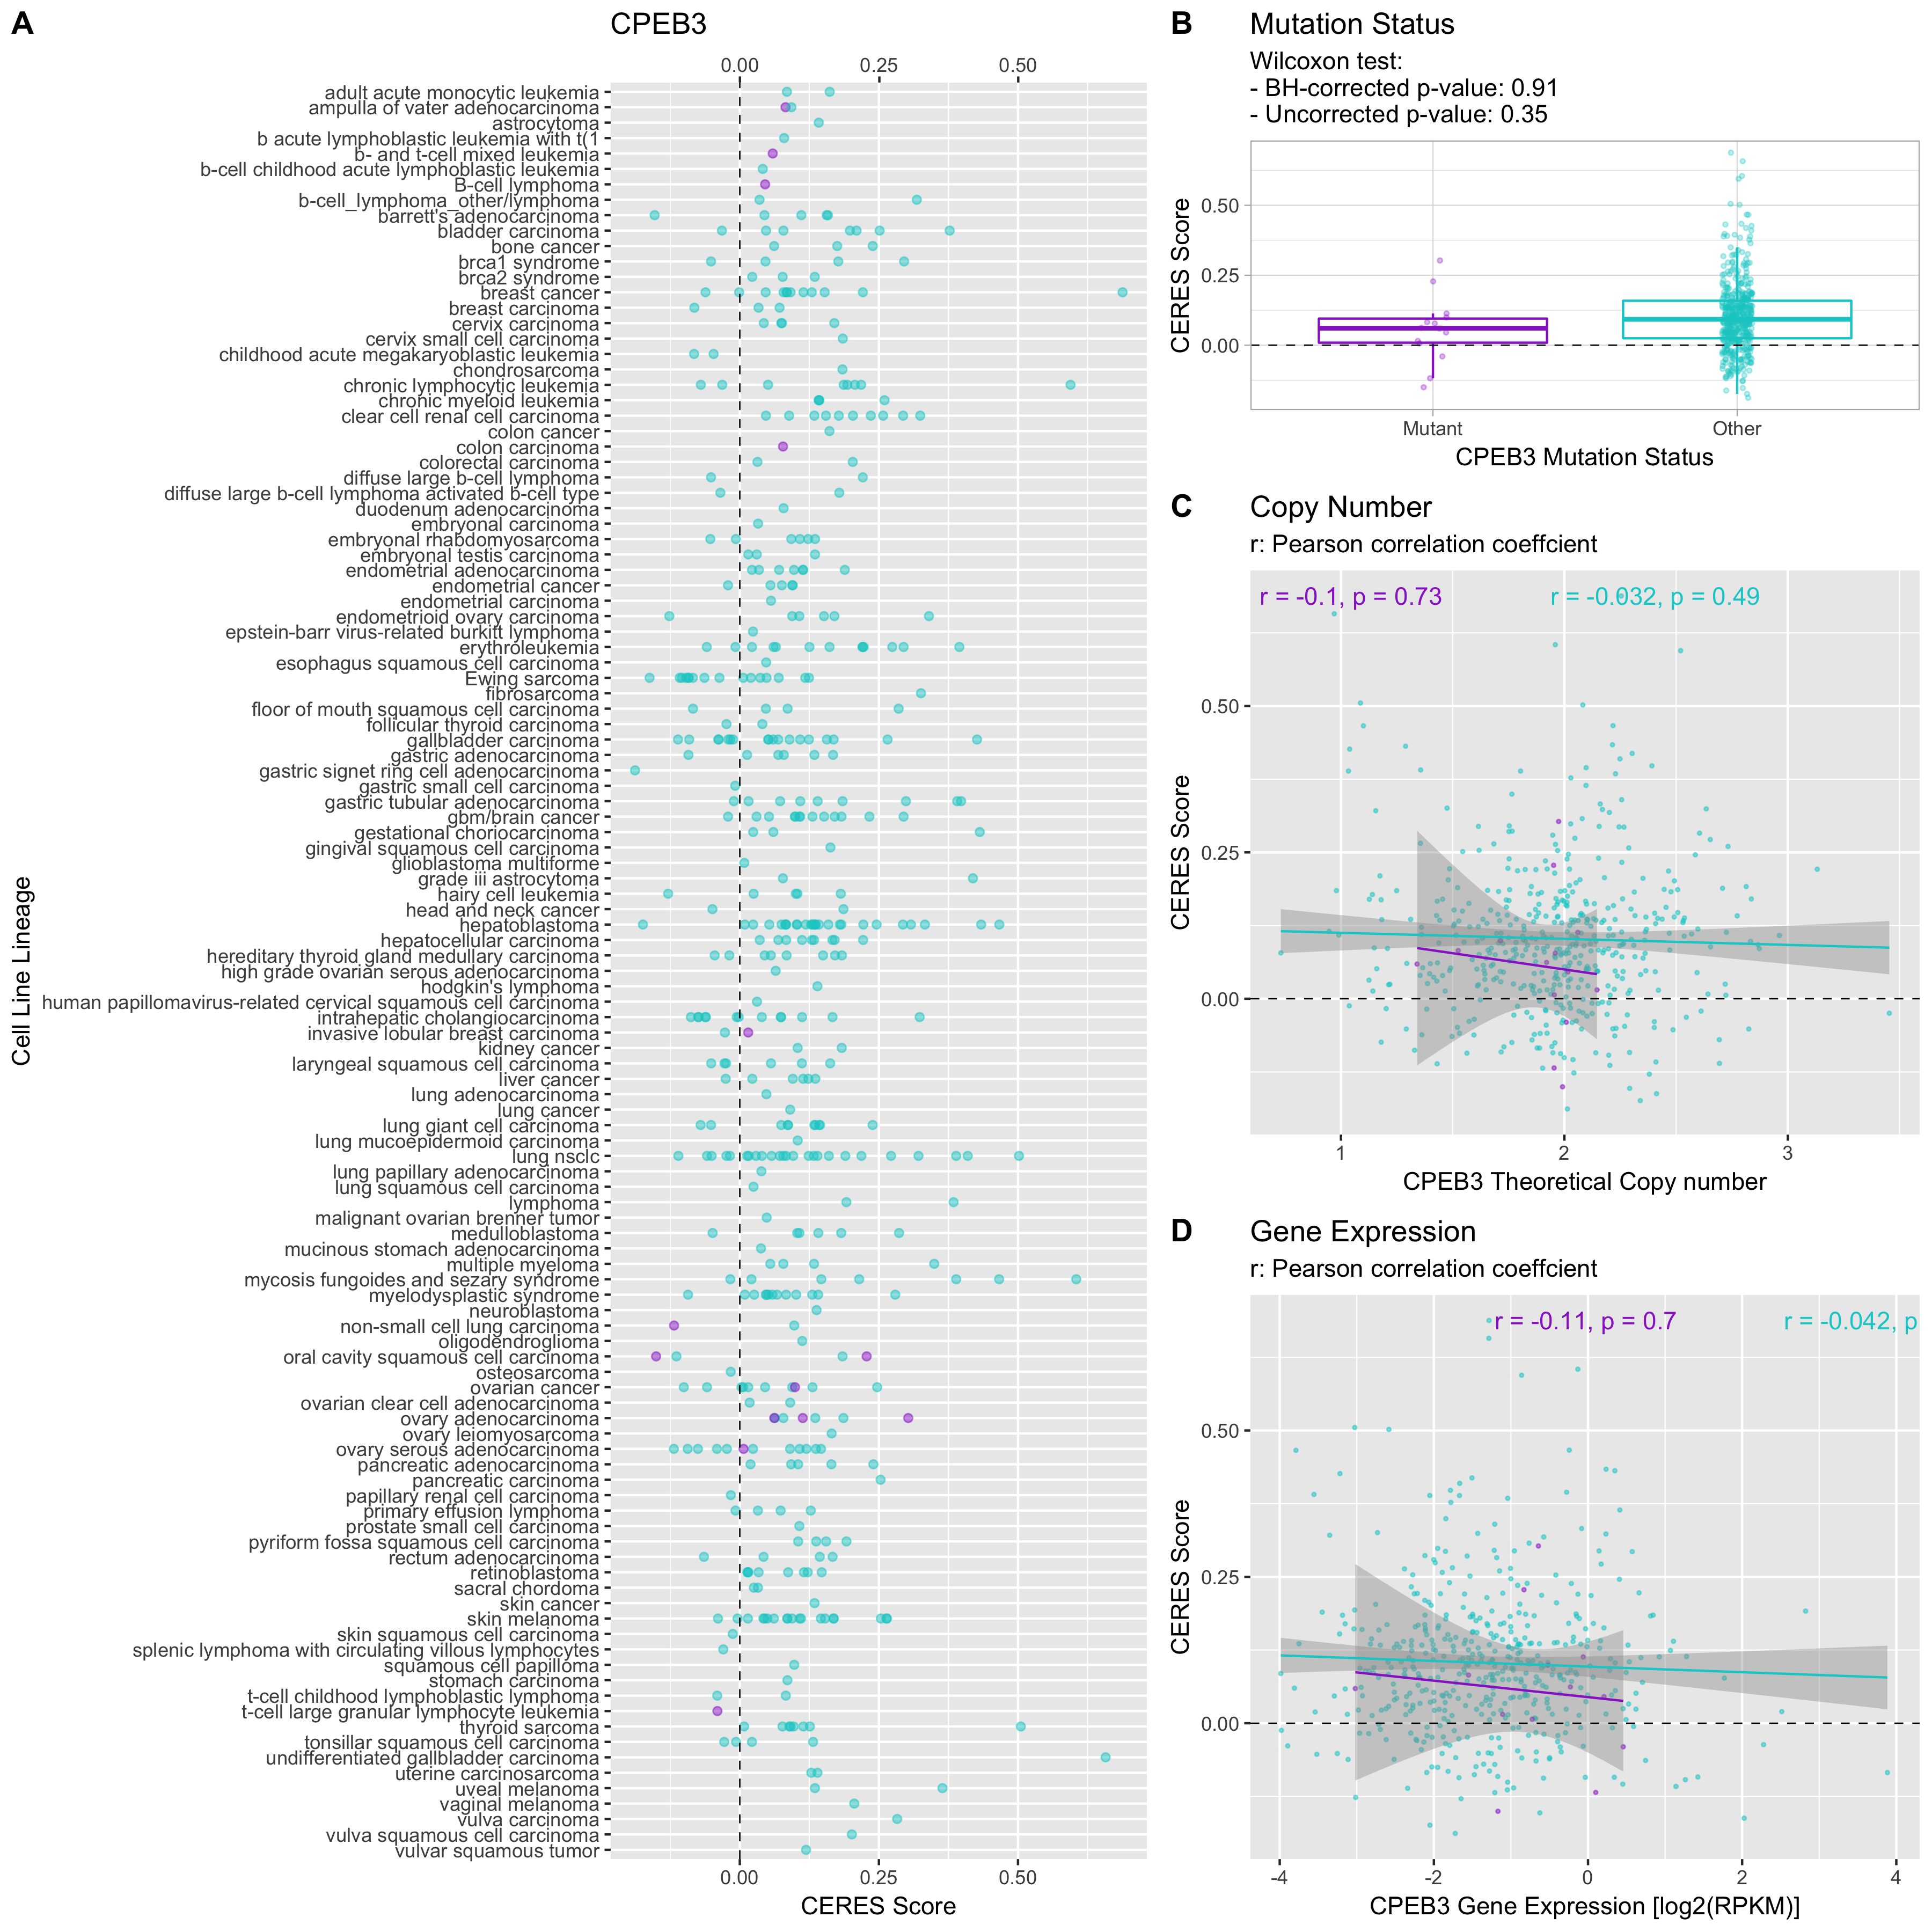 A
CPEB3
0.00 0.25 0.50
adult acute monocytic leukemia
ampulla of vater adenocarcinoma
astrocytoma
b acute lymphoblastic leukemia with t(1
b- and t-cell mixed leukemia
b-cell childhood acute lymphoblastic leukemia
B-cell lymphoma
b-cell_lymphoma_other/lymphoma
barrett's adenocarcinoma
bladder carcinoma
bone cancer
brca1 syndrome
brca2 syndrome
breast cancer
breast carcinoma
cervix carcinoma
cervix small cell carcinoma
childhood acute megakaryoblastic leukemia
chondrosarcoma
chronic lymphocytic leukemia
chronic myeloid leukemia
clear cell renal cell carcinoma
colon cancer
colon carcinoma
colorectal carcinoma
diffuse large b-cell lymphoma
diffuse large b-cell lymphoma activated b-cell type
duodenum adenocarcinoma
embryonal carcinoma
embryonal rhabdomyosarcoma
embryonal testis carcinoma
endometrial adenocarcinoma
endometrial cancer
endometrial carcinoma
endometrioid ovary carcinoma
epstein-barr virus-related burkitt lymphoma
erythroleukemia
esophagus squamous cell carcinoma
Ewing sarcoma
fibrosarcoma
floor of mouth squamous cell carcinoma
follicular thyroid carcinoma
gallbladder carcinoma
gastric adenocarcinoma
gastric signet ring cell adenocarcinoma
gastric small cell carcinoma
gastric tubular adenocarcinoma
gbm/brain cancer
gestational choriocarcinoma
gingival squamous cell carcinoma
glioblastoma multiforme
grade iii astrocytoma
hairy cell leukemia
head and neck cancer
hepatoblastoma
hepatocellular carcinoma
hereditary thyroid gland medullary carcinoma
high grade ovarian serous adenocarcinoma
hodgkin's lymphoma
human papillomavirus-related cervical squamous cell carcinoma
intrahepatic cholangiocarcinoma
invasive lobular breast carcinoma
kidney cancer
laryngeal squamous cell carcinoma
liver cancer
lung adenocarcinoma
lung cancer
lung giant cell carcinoma
lung mucoepidermoid carcinoma
lung nsclc
lung papillary adenocarcinoma
lung squamous cell carcinoma
lymphoma
malignant ovarian brenner tumor
medulloblastoma
mucinous stomach adenocarcinoma
multiple myeloma
mycosis fungoides and sezary syndrome
myelodysplastic syndrome
neuroblastoma
non-small cell lung carcinoma
oligodendroglioma
oral cavity squamous cell carcinoma
osteosarcoma
ovarian cancer
ovarian clear cell adenocarcinoma
ovary adenocarcinoma
ovary leiomyosarcoma
ovary serous adenocarcinoma
pancreatic adenocarcinoma
pancreatic carcinoma
papillary renal cell carcinoma
primary effusion lymphoma
prostate small cell carcinoma
pyriform fossa squamous cell carcinoma
rectum adenocarcinoma
retinoblastoma
sacral chordoma
skin cancer
skin melanoma
skin squamous cell carcinoma
splenic lymphoma with circulating villous lymphocytes
squamous cell papilloma
stomach carcinoma
t-cell childhood lymphoblastic lymphoma
t-cell large granular lymphocyte leukemia
thyroid sarcoma
tonsillar squamous cell carcinoma
undifferentiated gallbladder carcinoma
uterine carcinosarcoma
uveal melanoma
vaginal melanoma
vulva carcinoma
vulva squamous cell carcinoma
vulvar squamous tumor
0.00 0.25 0.50
CERES Score
Cell Line Lineage
B
Mutation Status
Wilcoxon test:
- BH-corrected p-value: 0.91
- Uncorrected p-value: 0.35
0.50
0.25
0.00
CERES Score
Mutant Other
CPEB3 Mutation Status
C
Copy Number
r: Pearson correlation coeffcient
r = -0.1, p = 0.73 r = -0.032, p = 0.49
0.50
0.25
0.00
CERES Score
1 2 3
CPEB3 Theoretical Copy number
D
Gene Expression
r: Pearson correlation coeffcient
r = -0.11, p = 0.7 r = -0.042, p
0.50
0.25
0.00
CERES Score
-4 -2 0 2 4
CPEB3 Gene Expression [log2(RPKM)]